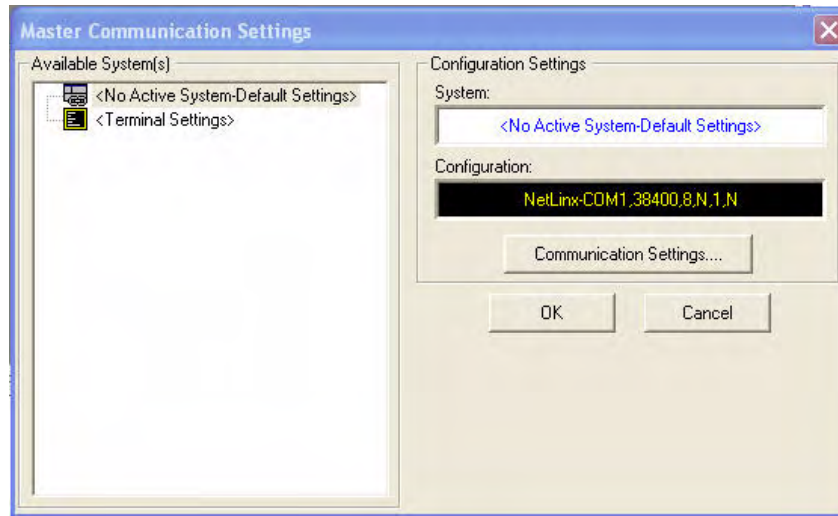 Master Communication Settings
Available System(s)
<No Active System-Default Settings>
<Terminal Settings>
Configuration Settings
System:
<No Active System-Default Settings>
Configuration:
NetLinx-COM1,38400,8,N,1,N
Communication Settings....
OK
Cancel